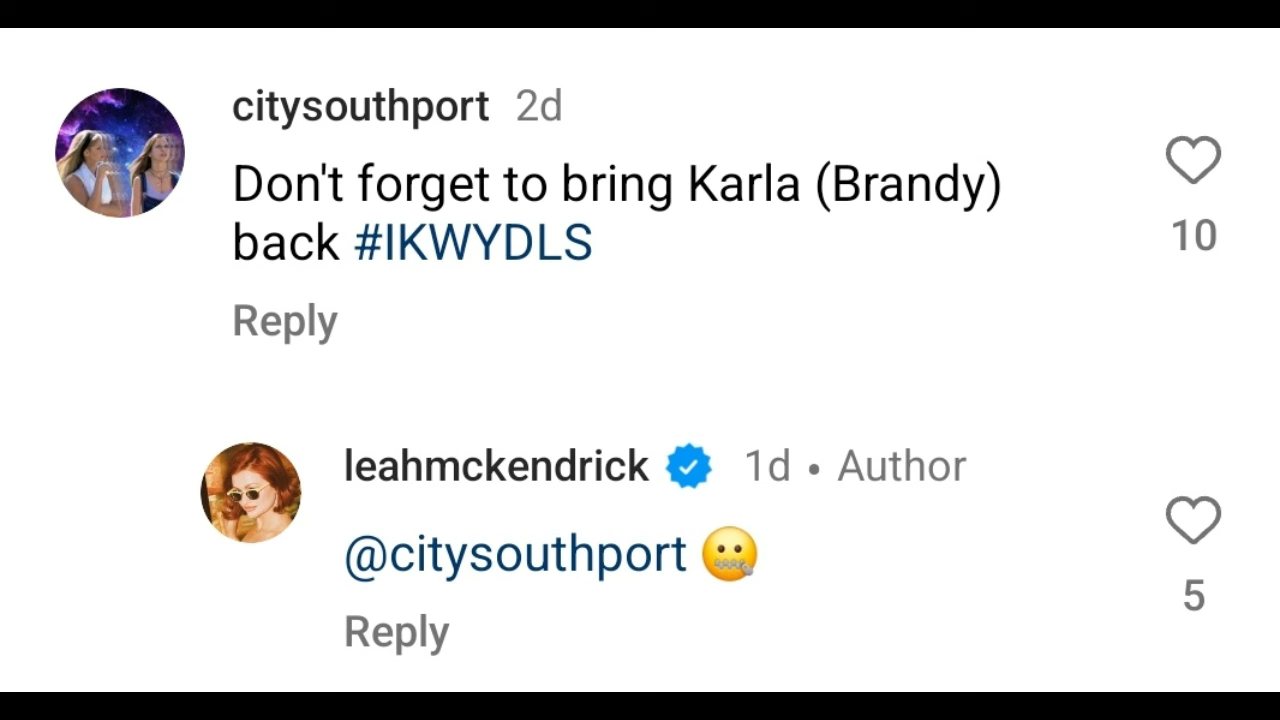 citysouthport 2d
Don't forget to bring Karla (Brandy)
back #IKWYDLS
10
Reply
leahmckendrick 1d • Author
@citysouthport 🤐
5
Reply